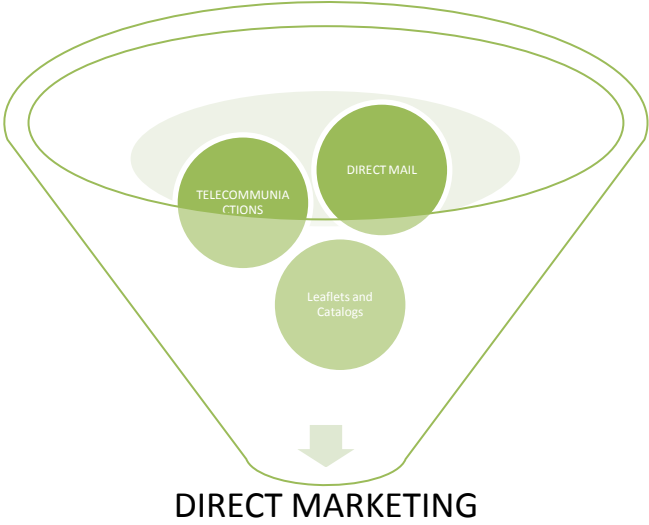 DIRECT MAIL
TELECOMMUNIA
CTIONS
Leaflets and
Catalogs
DIRECT MARKETING